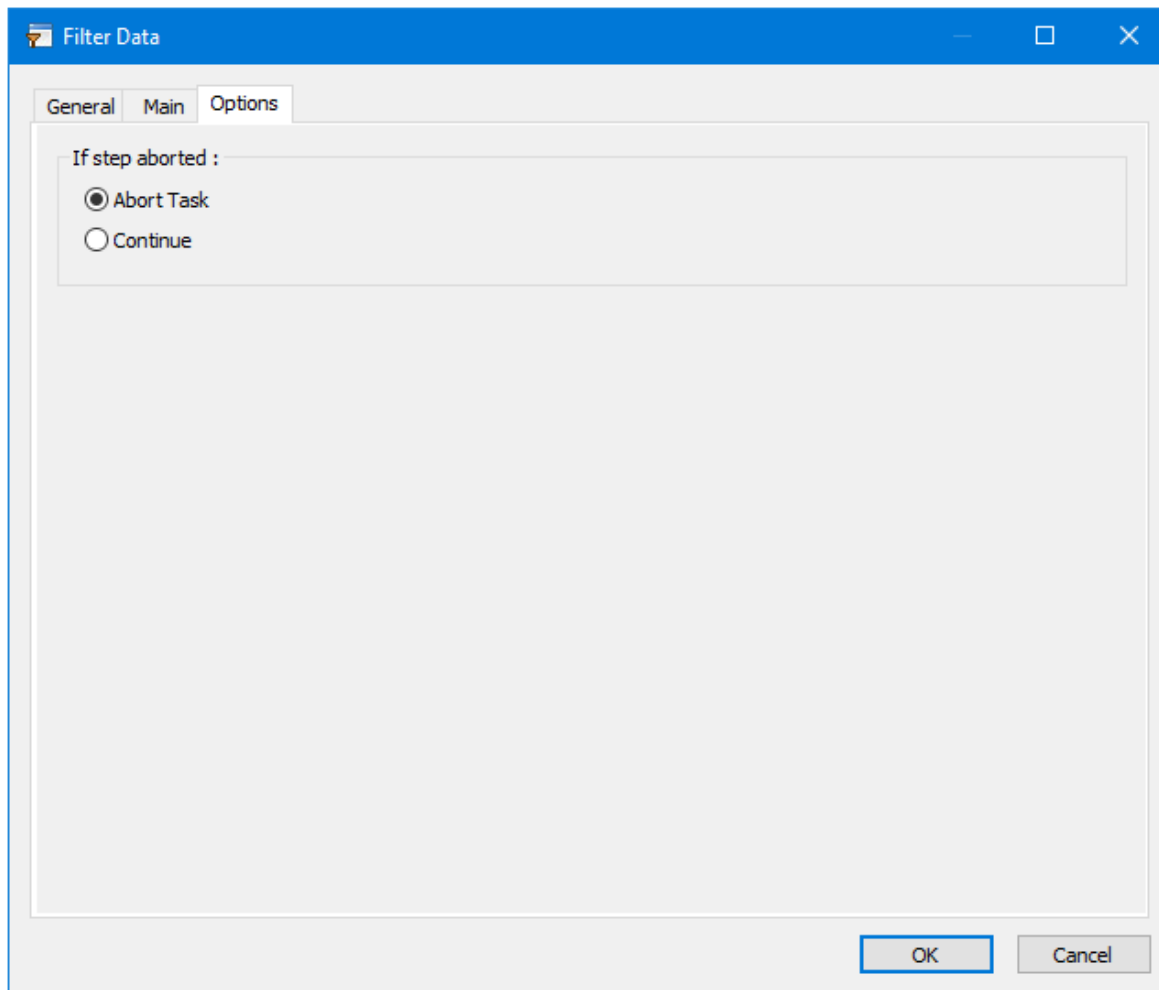 Filter Data
General Main Options
If step aborted :
Abort Task
Continue
OK Cancel